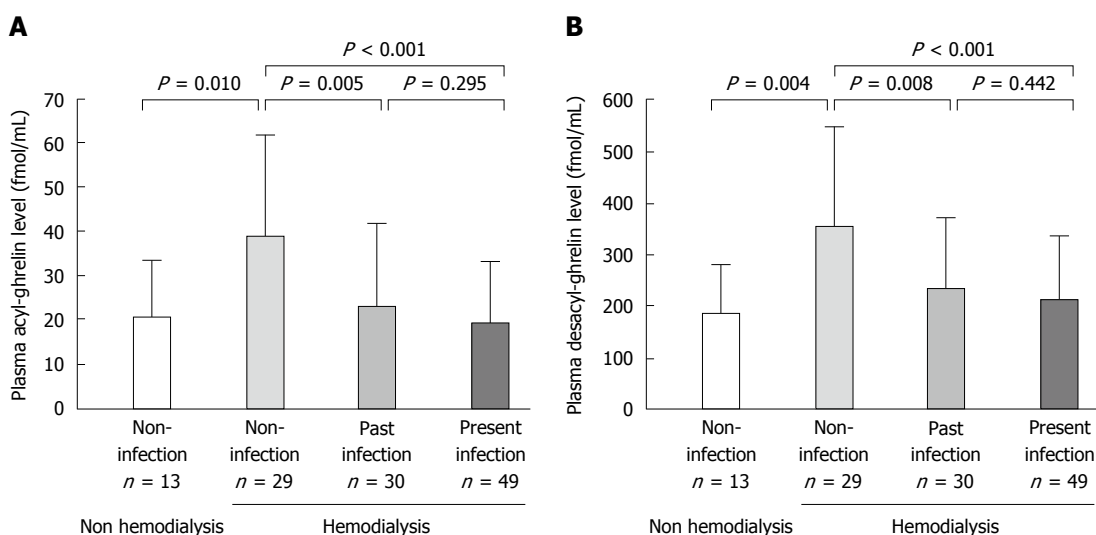 A
P < 0.001
P = 0.010 P = 0.005 P = 0.295
Plasma acyl-ghrelin level (fmol/mL)
70
60
50
40
30
20
10
0
Non-infection n = 13
Non-infection n = 29
Past infection n = 30
Present infection n = 49
Non hemodialysis Hemodialysis
B
P < 0.001
P = 0.004 P = 0.008 P = 0.442
Plasma desacyl-ghrelin level (fmol/mL)
600
500
400
300
200
100
0
Non-infection n = 13
Non-infection n = 29
Past infection n = 30
Present infection n = 49
Non hemodialysis Hemodialysis